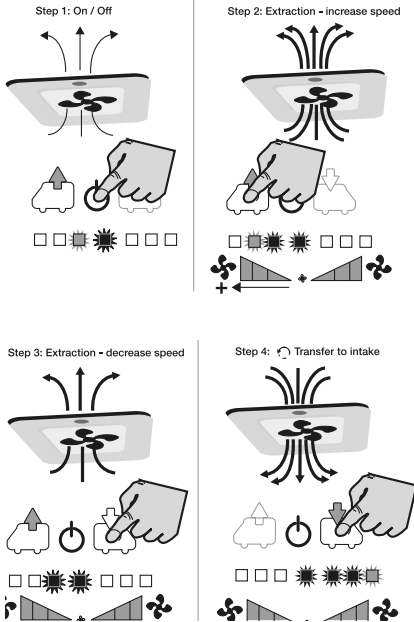 Step 1: On / Off
Step 2: Extraction - increase speed
Step 3: Extraction - decrease speed
Step 4: Transfer to intake